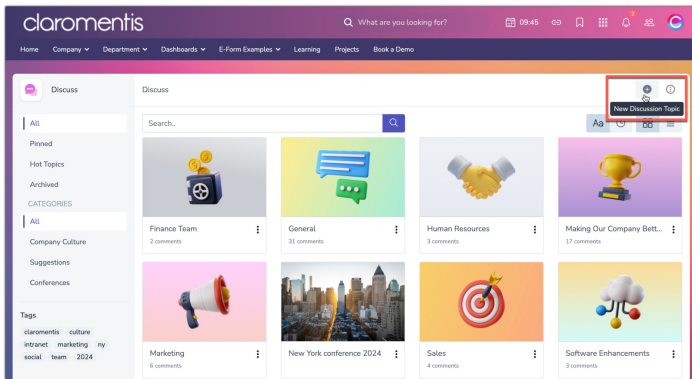 claromentis
What are you looking for?
09:45
2
Home Company Department Dashboards E-Form Examples Learning Projects Book a Demo
Discuss
Discuss
New Discussion Topic
All
Pinned
Hot Topics
Archived
CATEGORIES
All
Company Culture
Suggestions
Conferences
Tags
claromentis culture
intranet marketing ny
social team 2024
Search..
Aa
Finance Team
2 comments
General
31 comments
Human Resources
3 comments
Making Our Company Bett...
17 comments
Marketing
6 comments
New York conference 2024
Sales
4 comments
Software Enhancements
3 comments